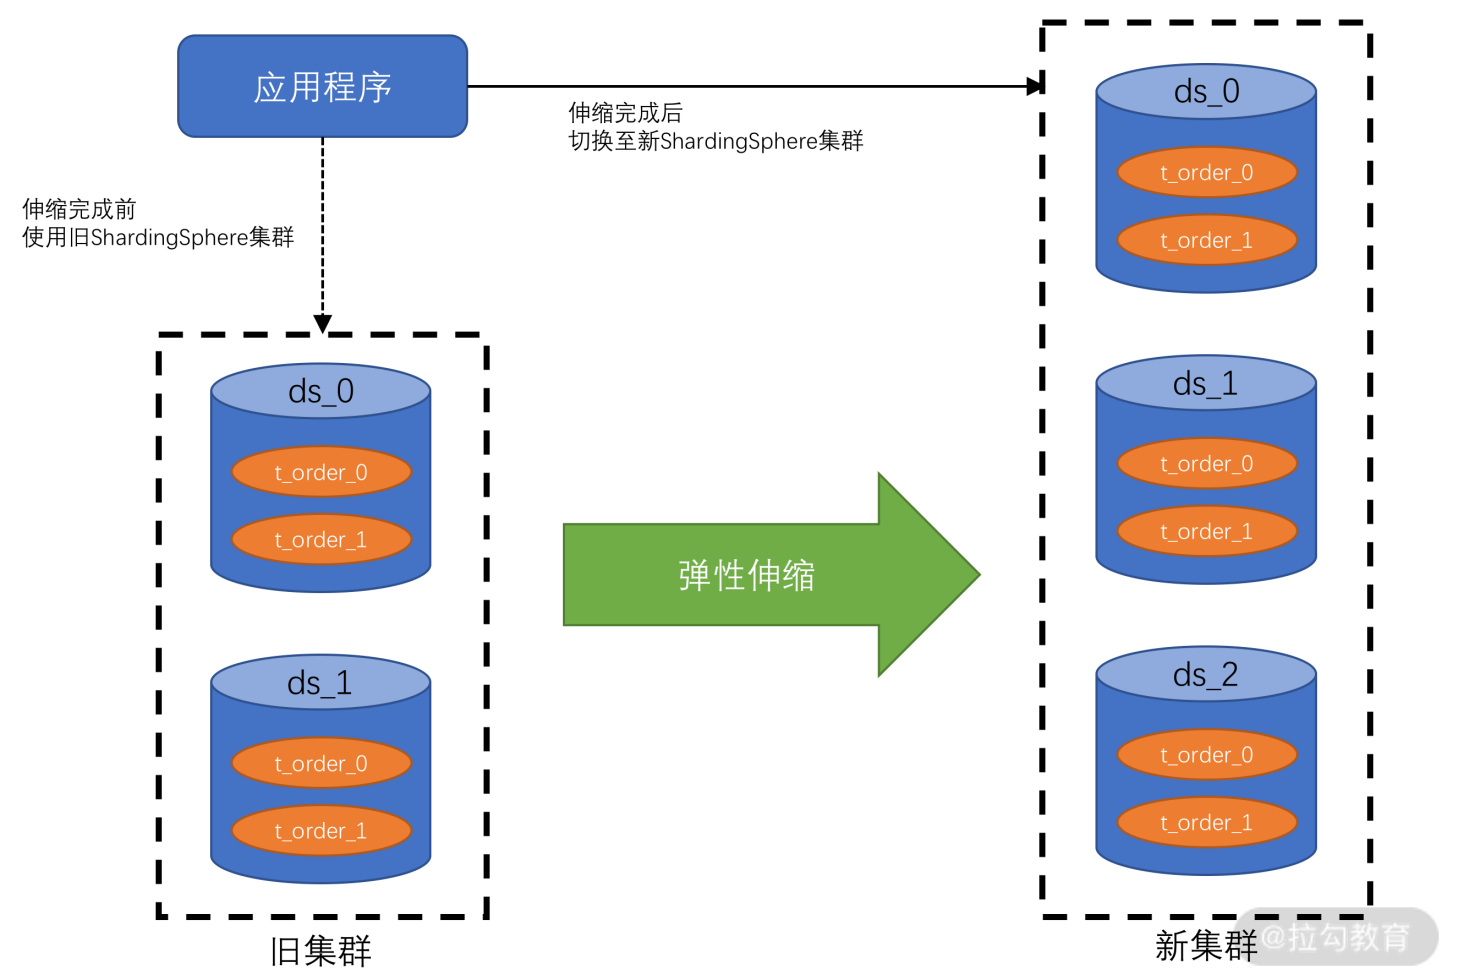 应用程序
伸缩完成后
切换至新ShardingSphere集群
伸缩完成前
使用旧ShardingSphere集群
ds_0
t_order_0
t_order_1
ds_1
t_order_0
t_order_1
旧集群
弹性伸缩
ds_0
t_order_0
t_order_1
ds_1
t_order_0
t_order_1
ds_2
t_order_0
t_order_1
新集群
@拉勾教育